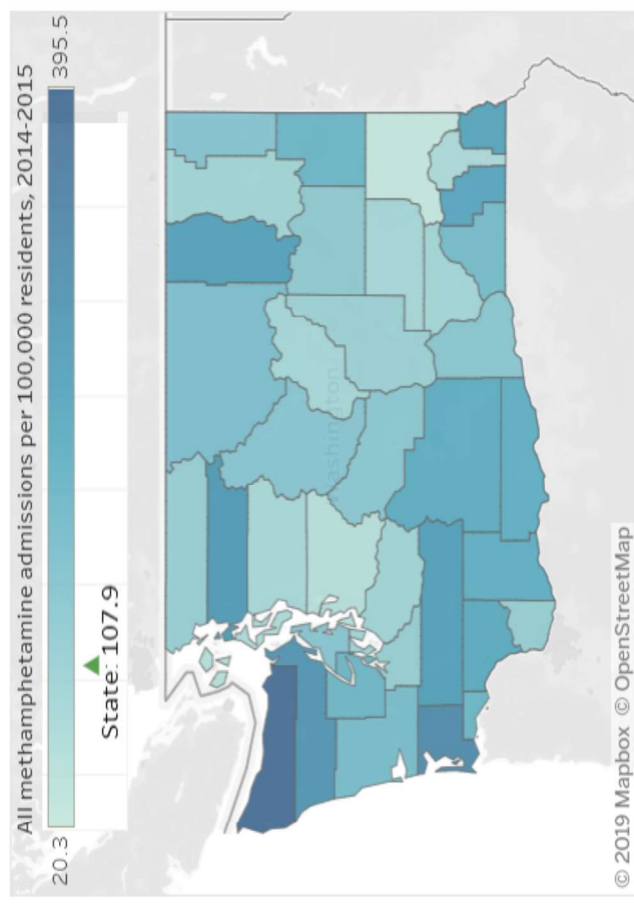 All methamphetamine admissions per 100,000 residents, 2014-2015
20.3
395.5
State: 107.9
Washington
© 2019 Mapbox © OpenStreetMap